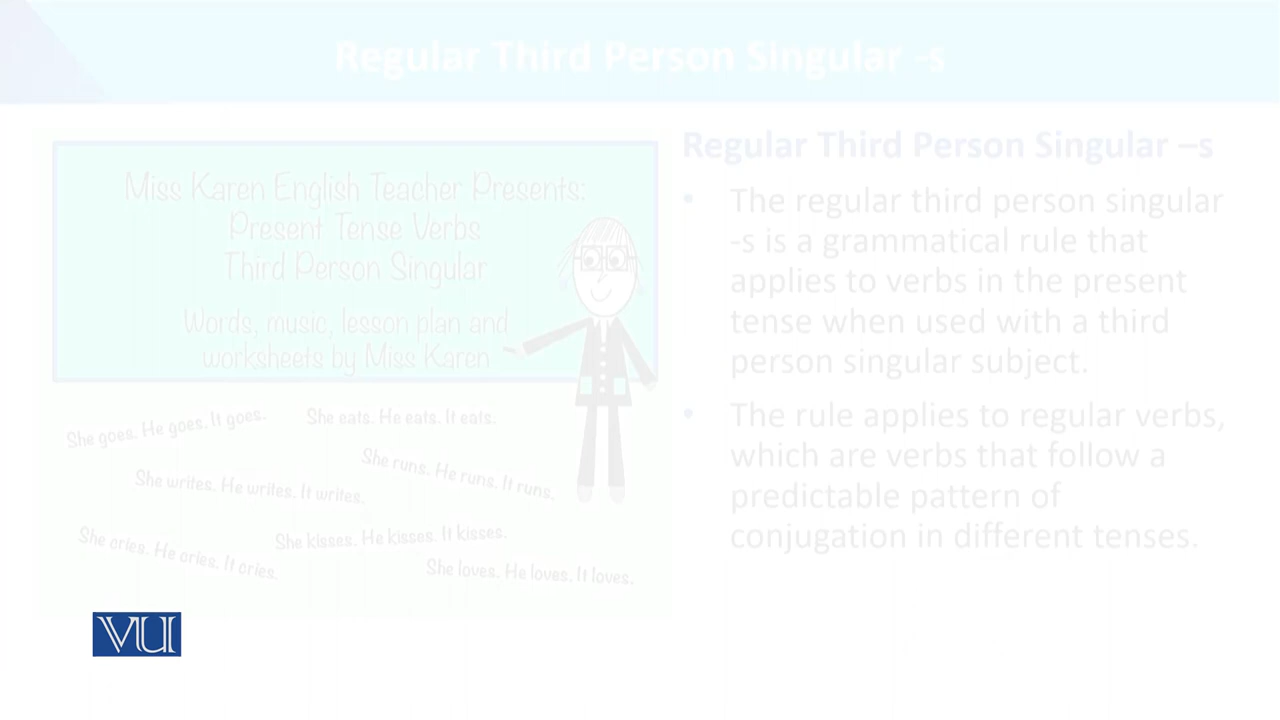 Regular Third Person Singular -s
Miss Karen English Teacher Presents:
Present Tense Verbs
Third Person Singular
Words, music, lesson plan and
worksheets by Miss Karen
She goes. He goes. It goes.
She eats. He eats. It eats.
She writes. He writes. It writes.
She runs. He runs. It runs.
She cries. He cries. It cries.
She kisses. He kisses. It kisses.
She loves. He loves. It loves.
Regular Third Person Singular –s
• The regular third person singular
-s is a grammatical rule that
applies to verbs in the present
tense when used with a third
person singular subject.
• The rule applies to regular verbs,
which are verbs that follow a
predictable pattern of
conjugation in different tenses.
VU